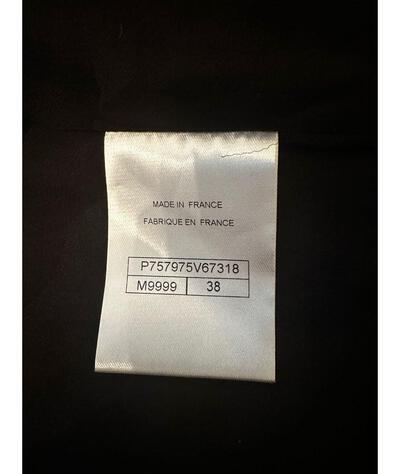 MADE IN FRANCE
FABRIQUE EN FRANCE
P757975V67318
M9999 38